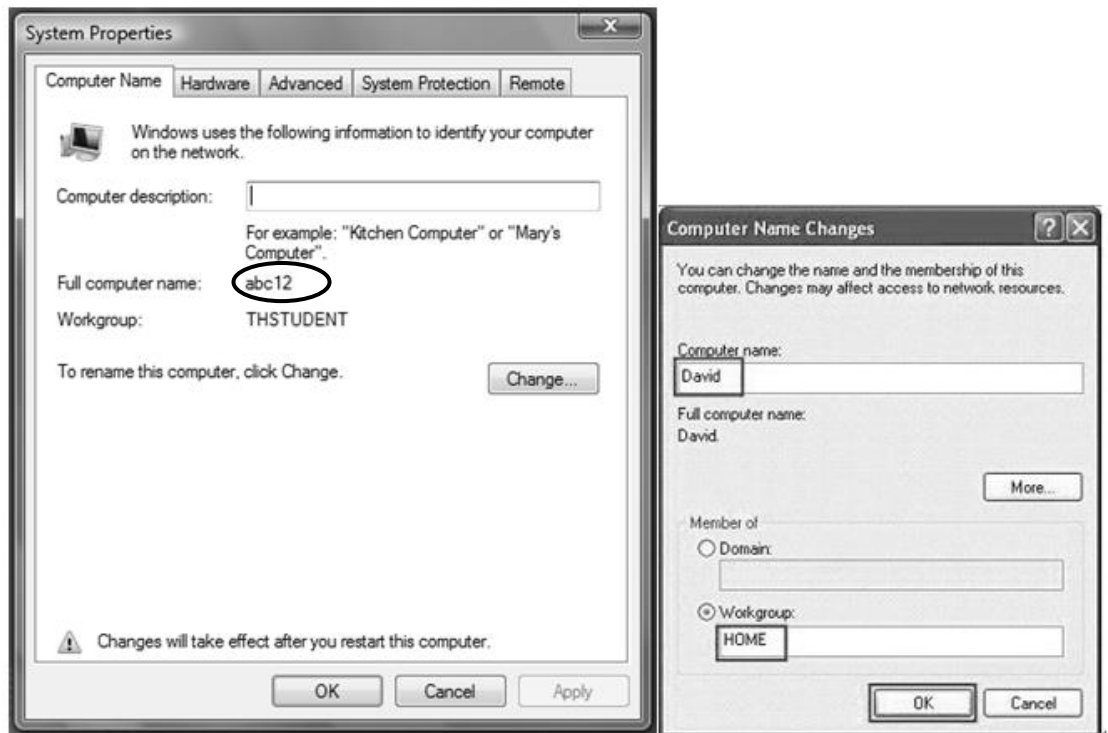 System Properties
Computer Name Hardware Advanced System Protection Remote
Windows uses the following information to identify your computer
on the network.
Computer description:
For example: "Kitchen Computer" or "Mary's
Computer".
Full computer name: abc12
Workgroup: THSTUDENT
To rename this computer, click Change.
Change...
Changes will take effect after you restart this computer.
OK Cancel Apply
Computer Name Changes
You can change the name and the membership of this
computer. Changes may affect access to network resources.
Computer name:
David
Full computer name:
David.
More...
Member of
Domain:
Workgroup:
HOME
OK Cancel